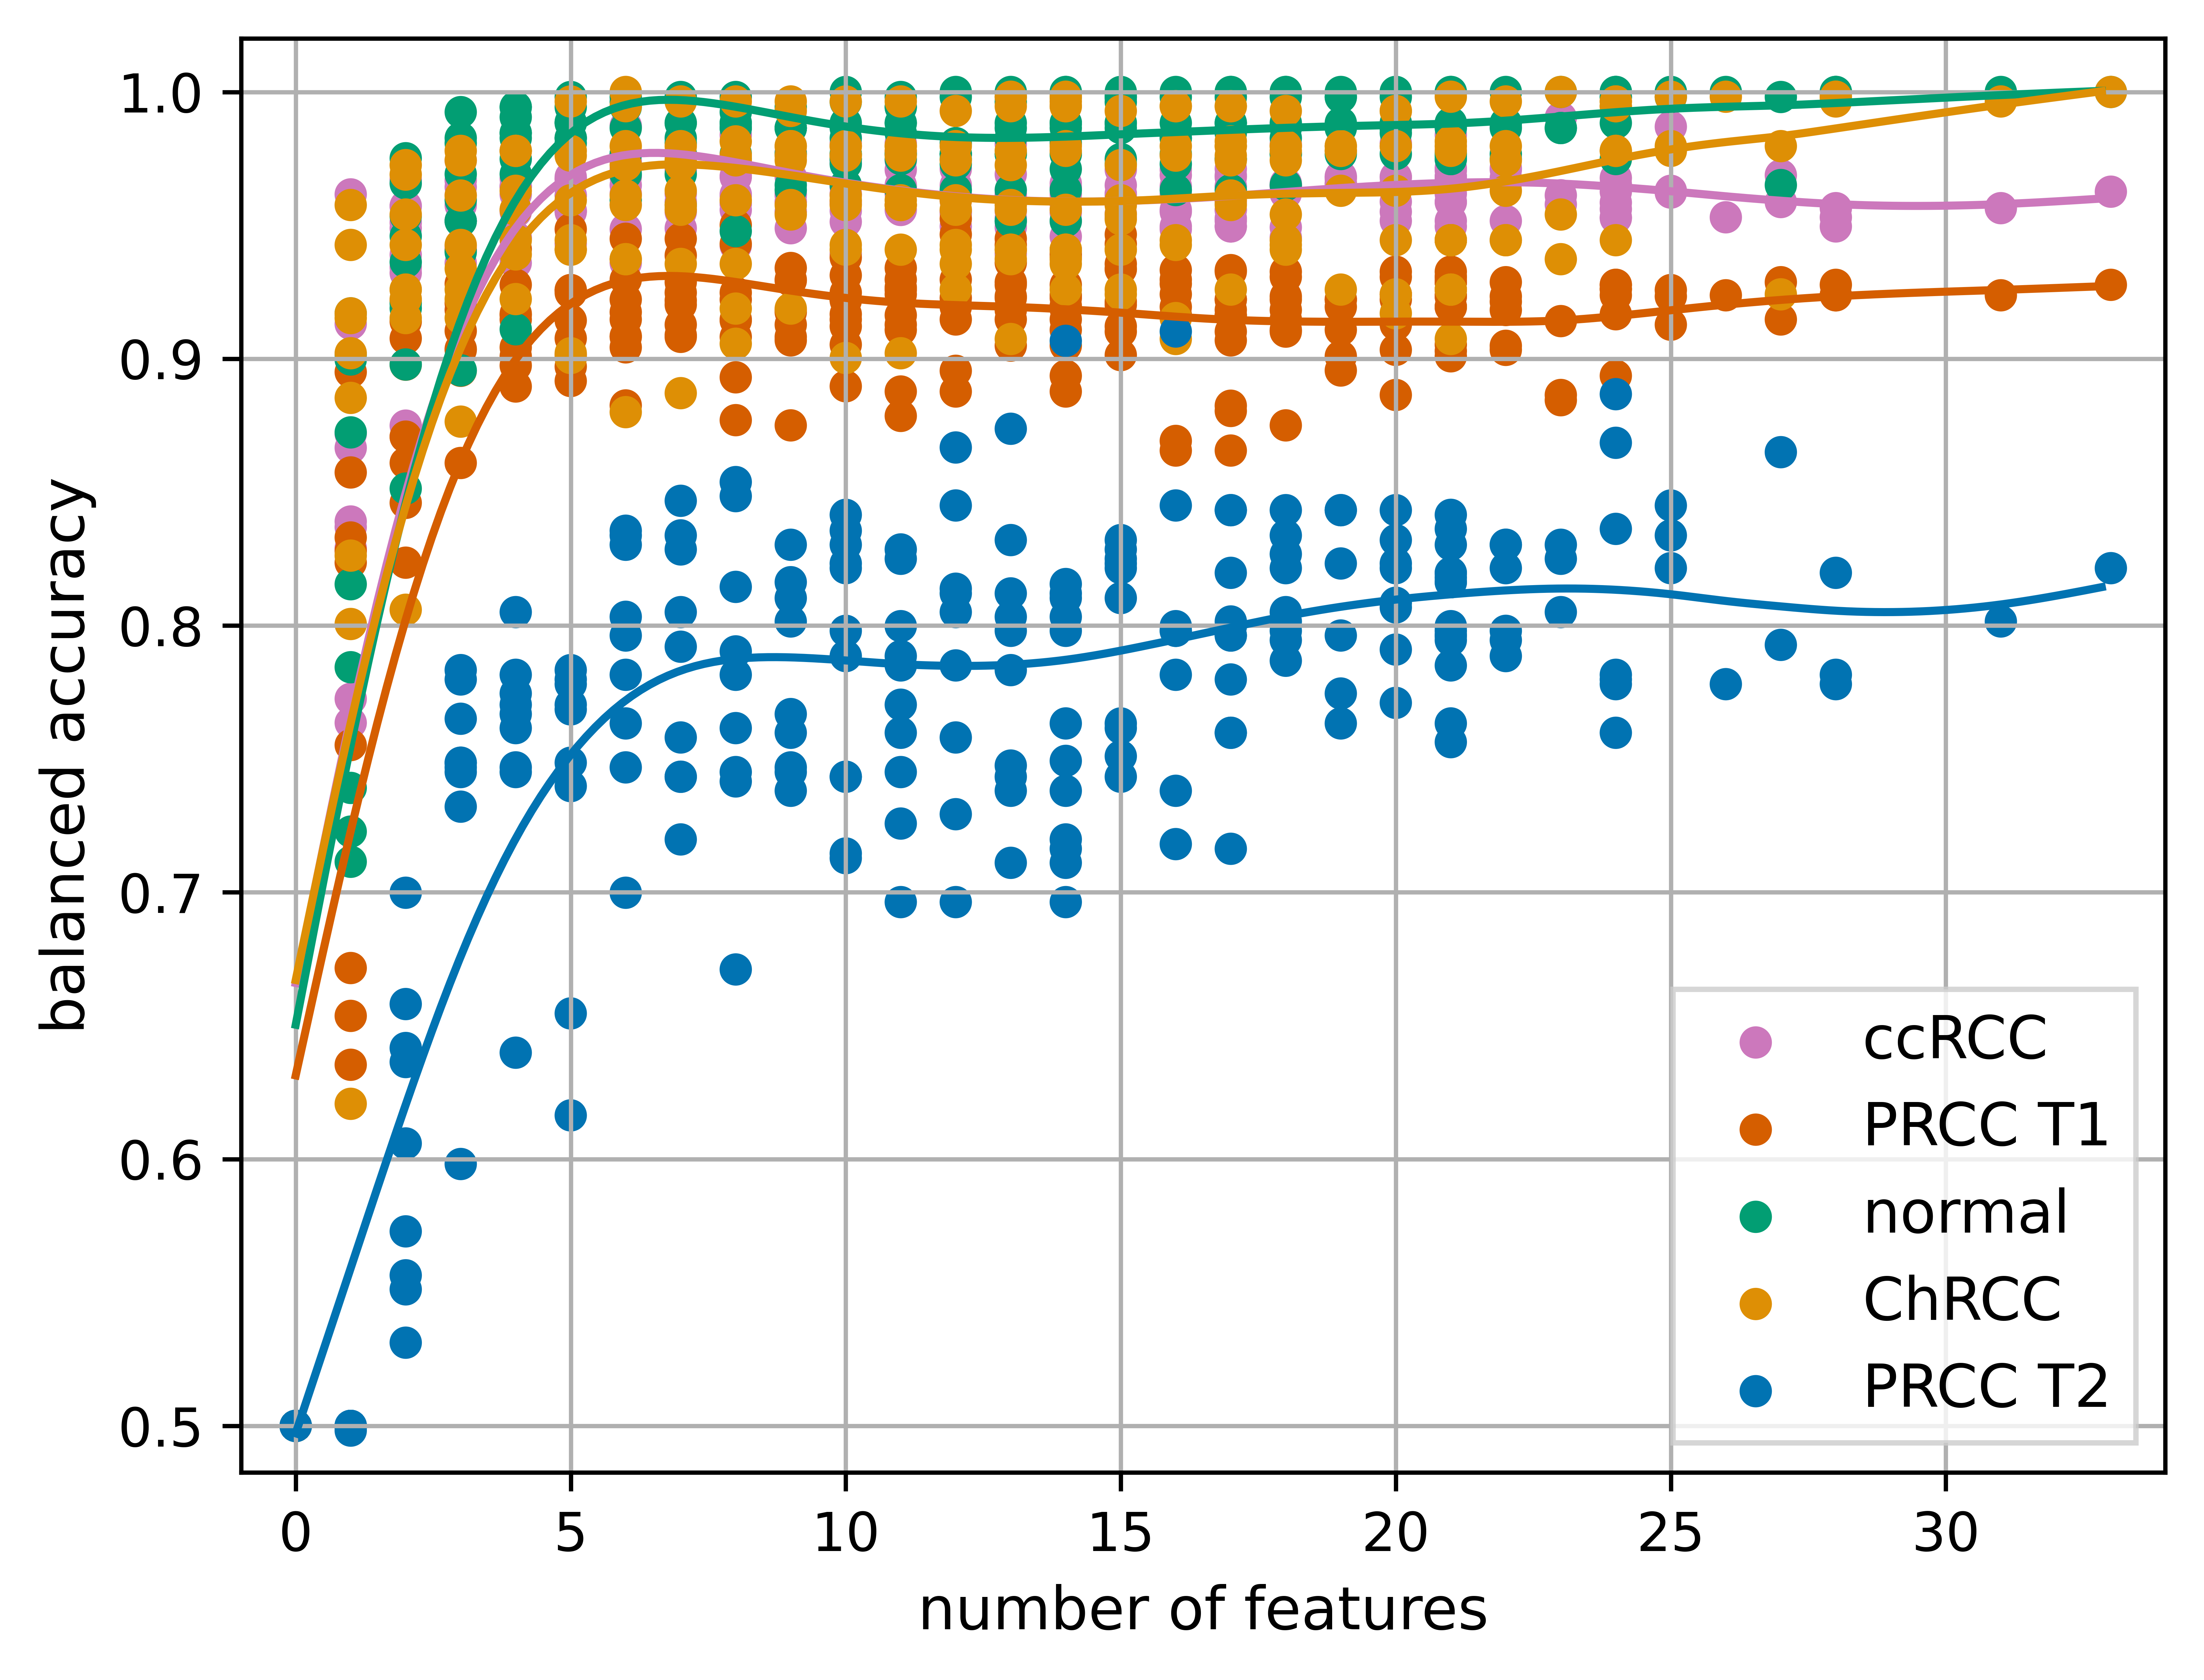 1.0
0.9
0.8
0.7
0.6
0.5
balanced accuracy
0 5 10 15 20 25 30
number of features
ccRCC
PRCC T1
normal
ChRCC
PRCC T2